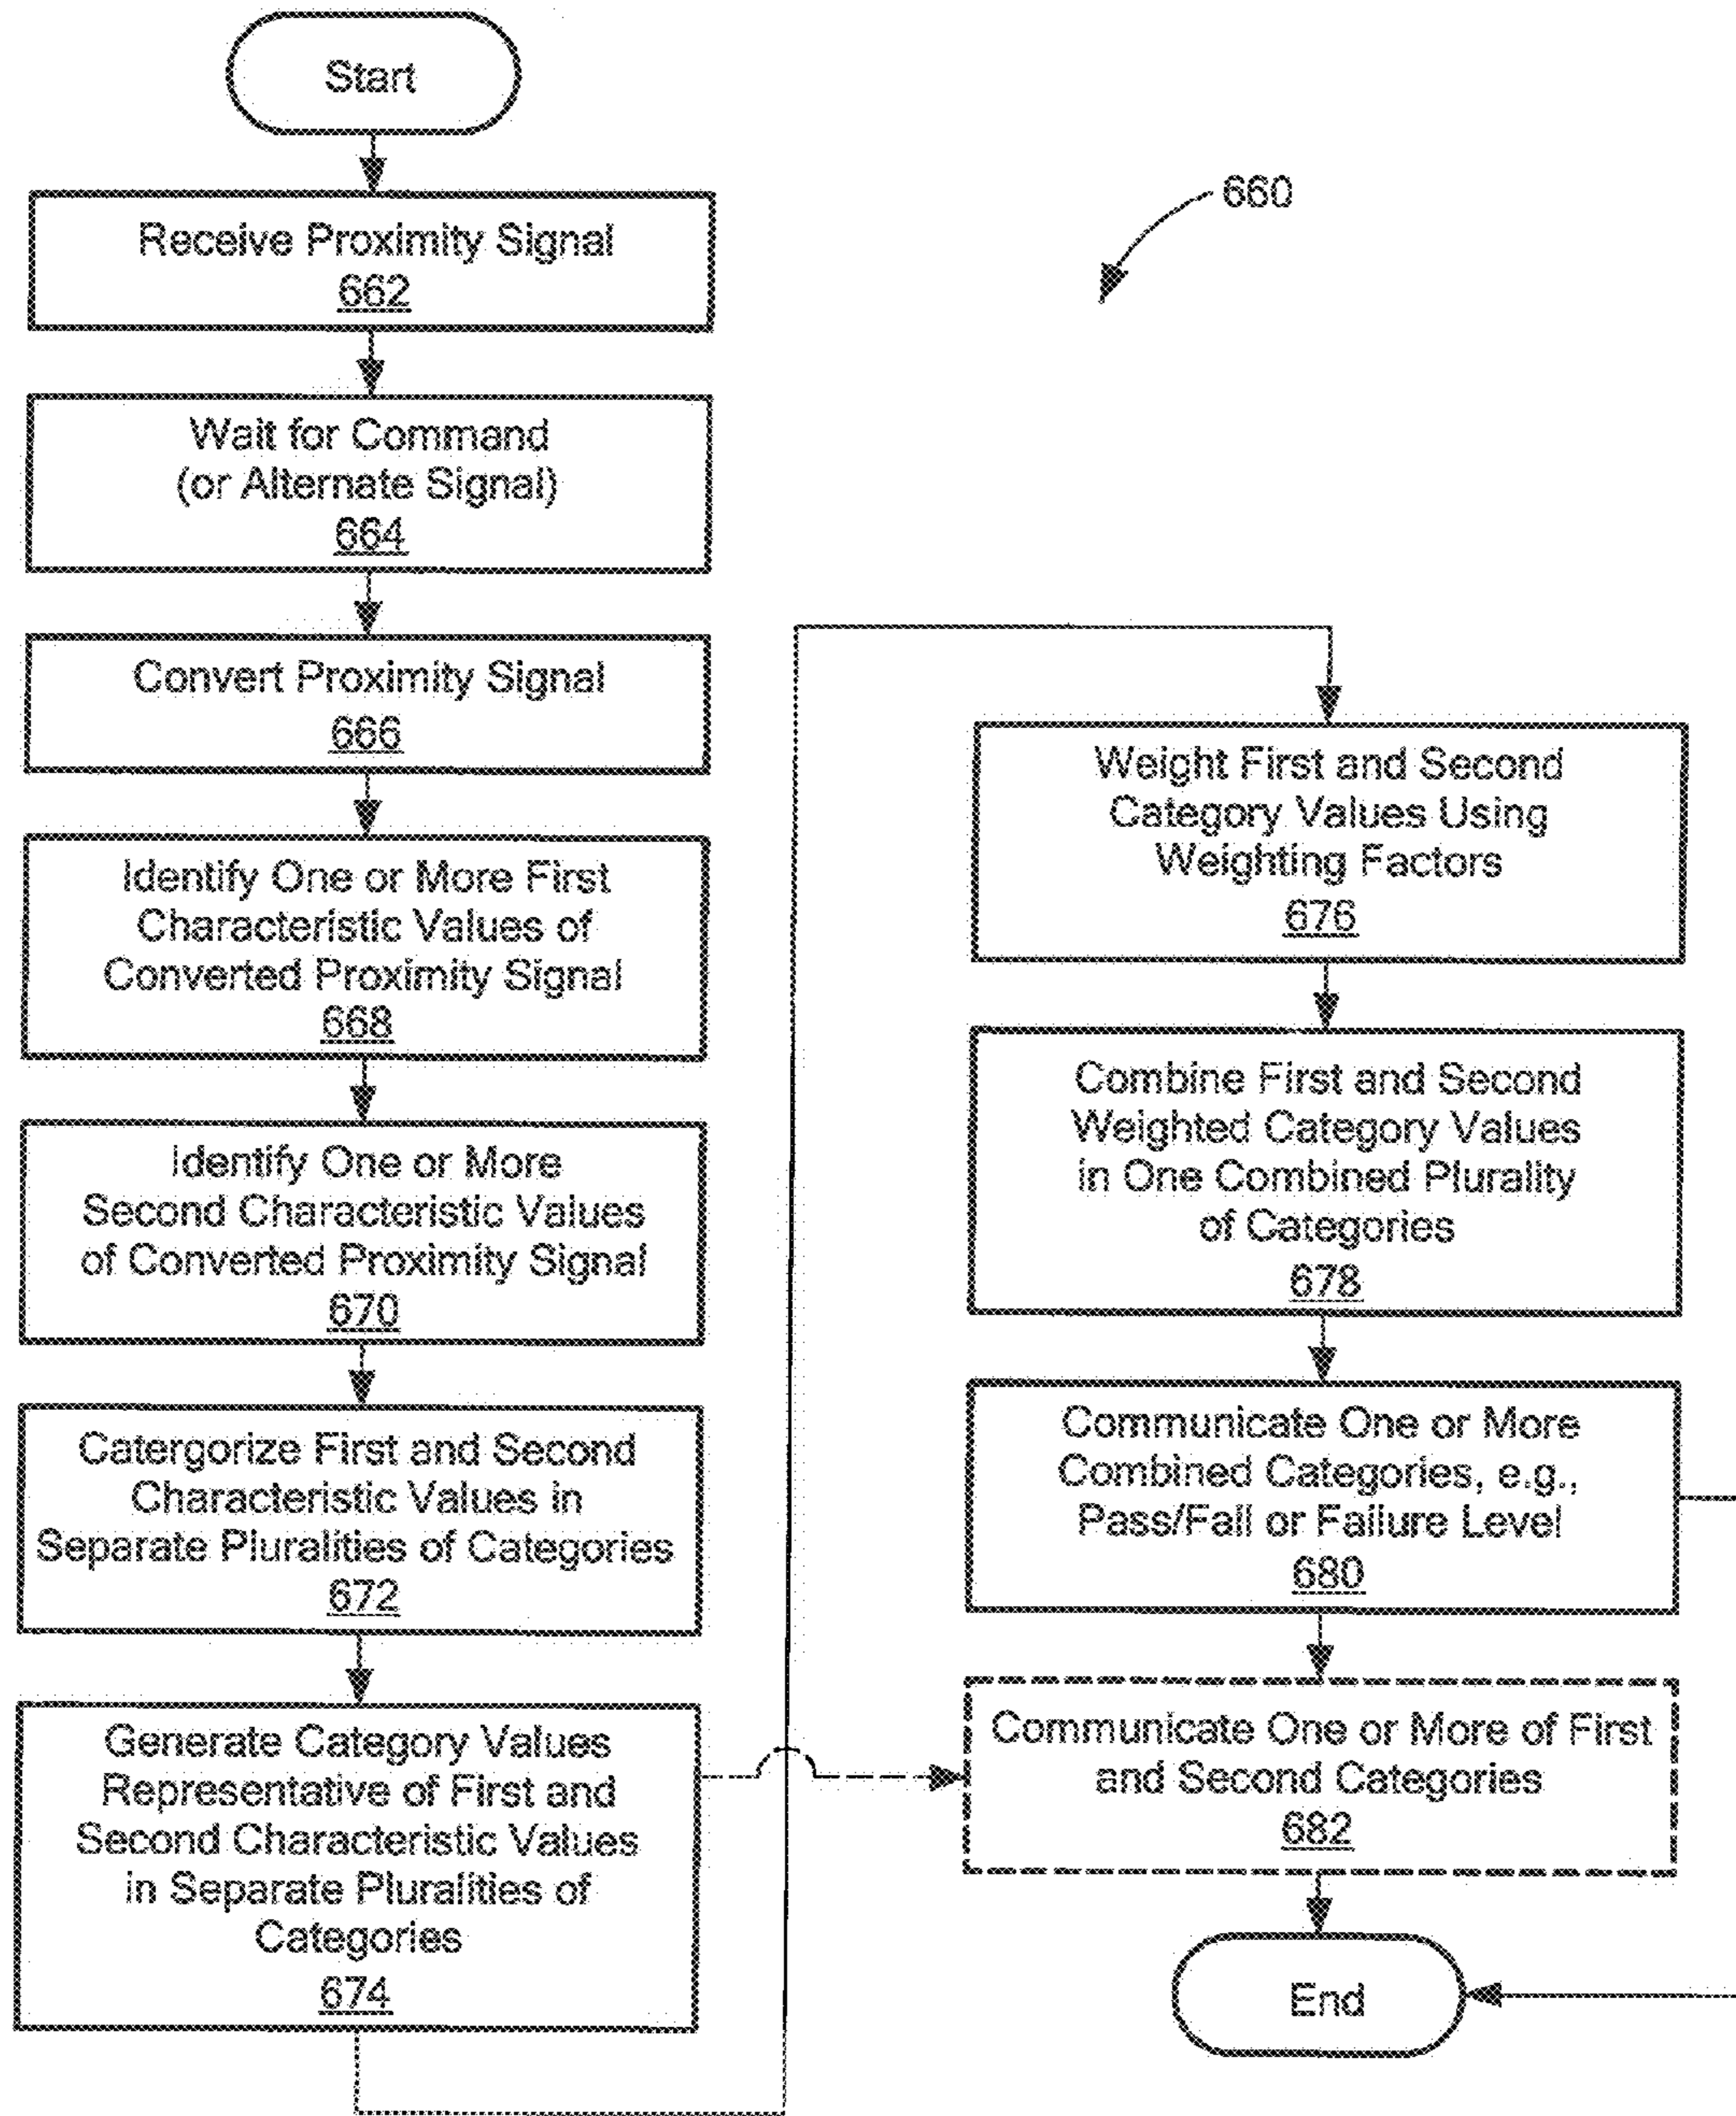 Start
Receive Proximity Signal
662
Wait for Command
(or Alternate Signal)
664
Convert Proximity Signal
666
Identify One or More First
Characteristic Values of
Converted Proximity Signal
668
Identify One or More
Second Characteristic Values
of Converted Proximity Signal
670
Catergorize First and Second
Characteristic Values in
Separate Pluralities of Categories
672
Generate Category Values
Representative of First and
Second Characteristic Values
in Separate Pluralities of
Categories
674
660
Weight First and Second
Category Values Using
Weighting Factors
676
Combine First and Second
Weighted Category Values
in One Combined Plurality
of Categories
678
Communicate One or More
Combined Categories, e.g.,
Pass/Fall or Failure Level
680
Communicate One or More of First
and Second Categories
682
End